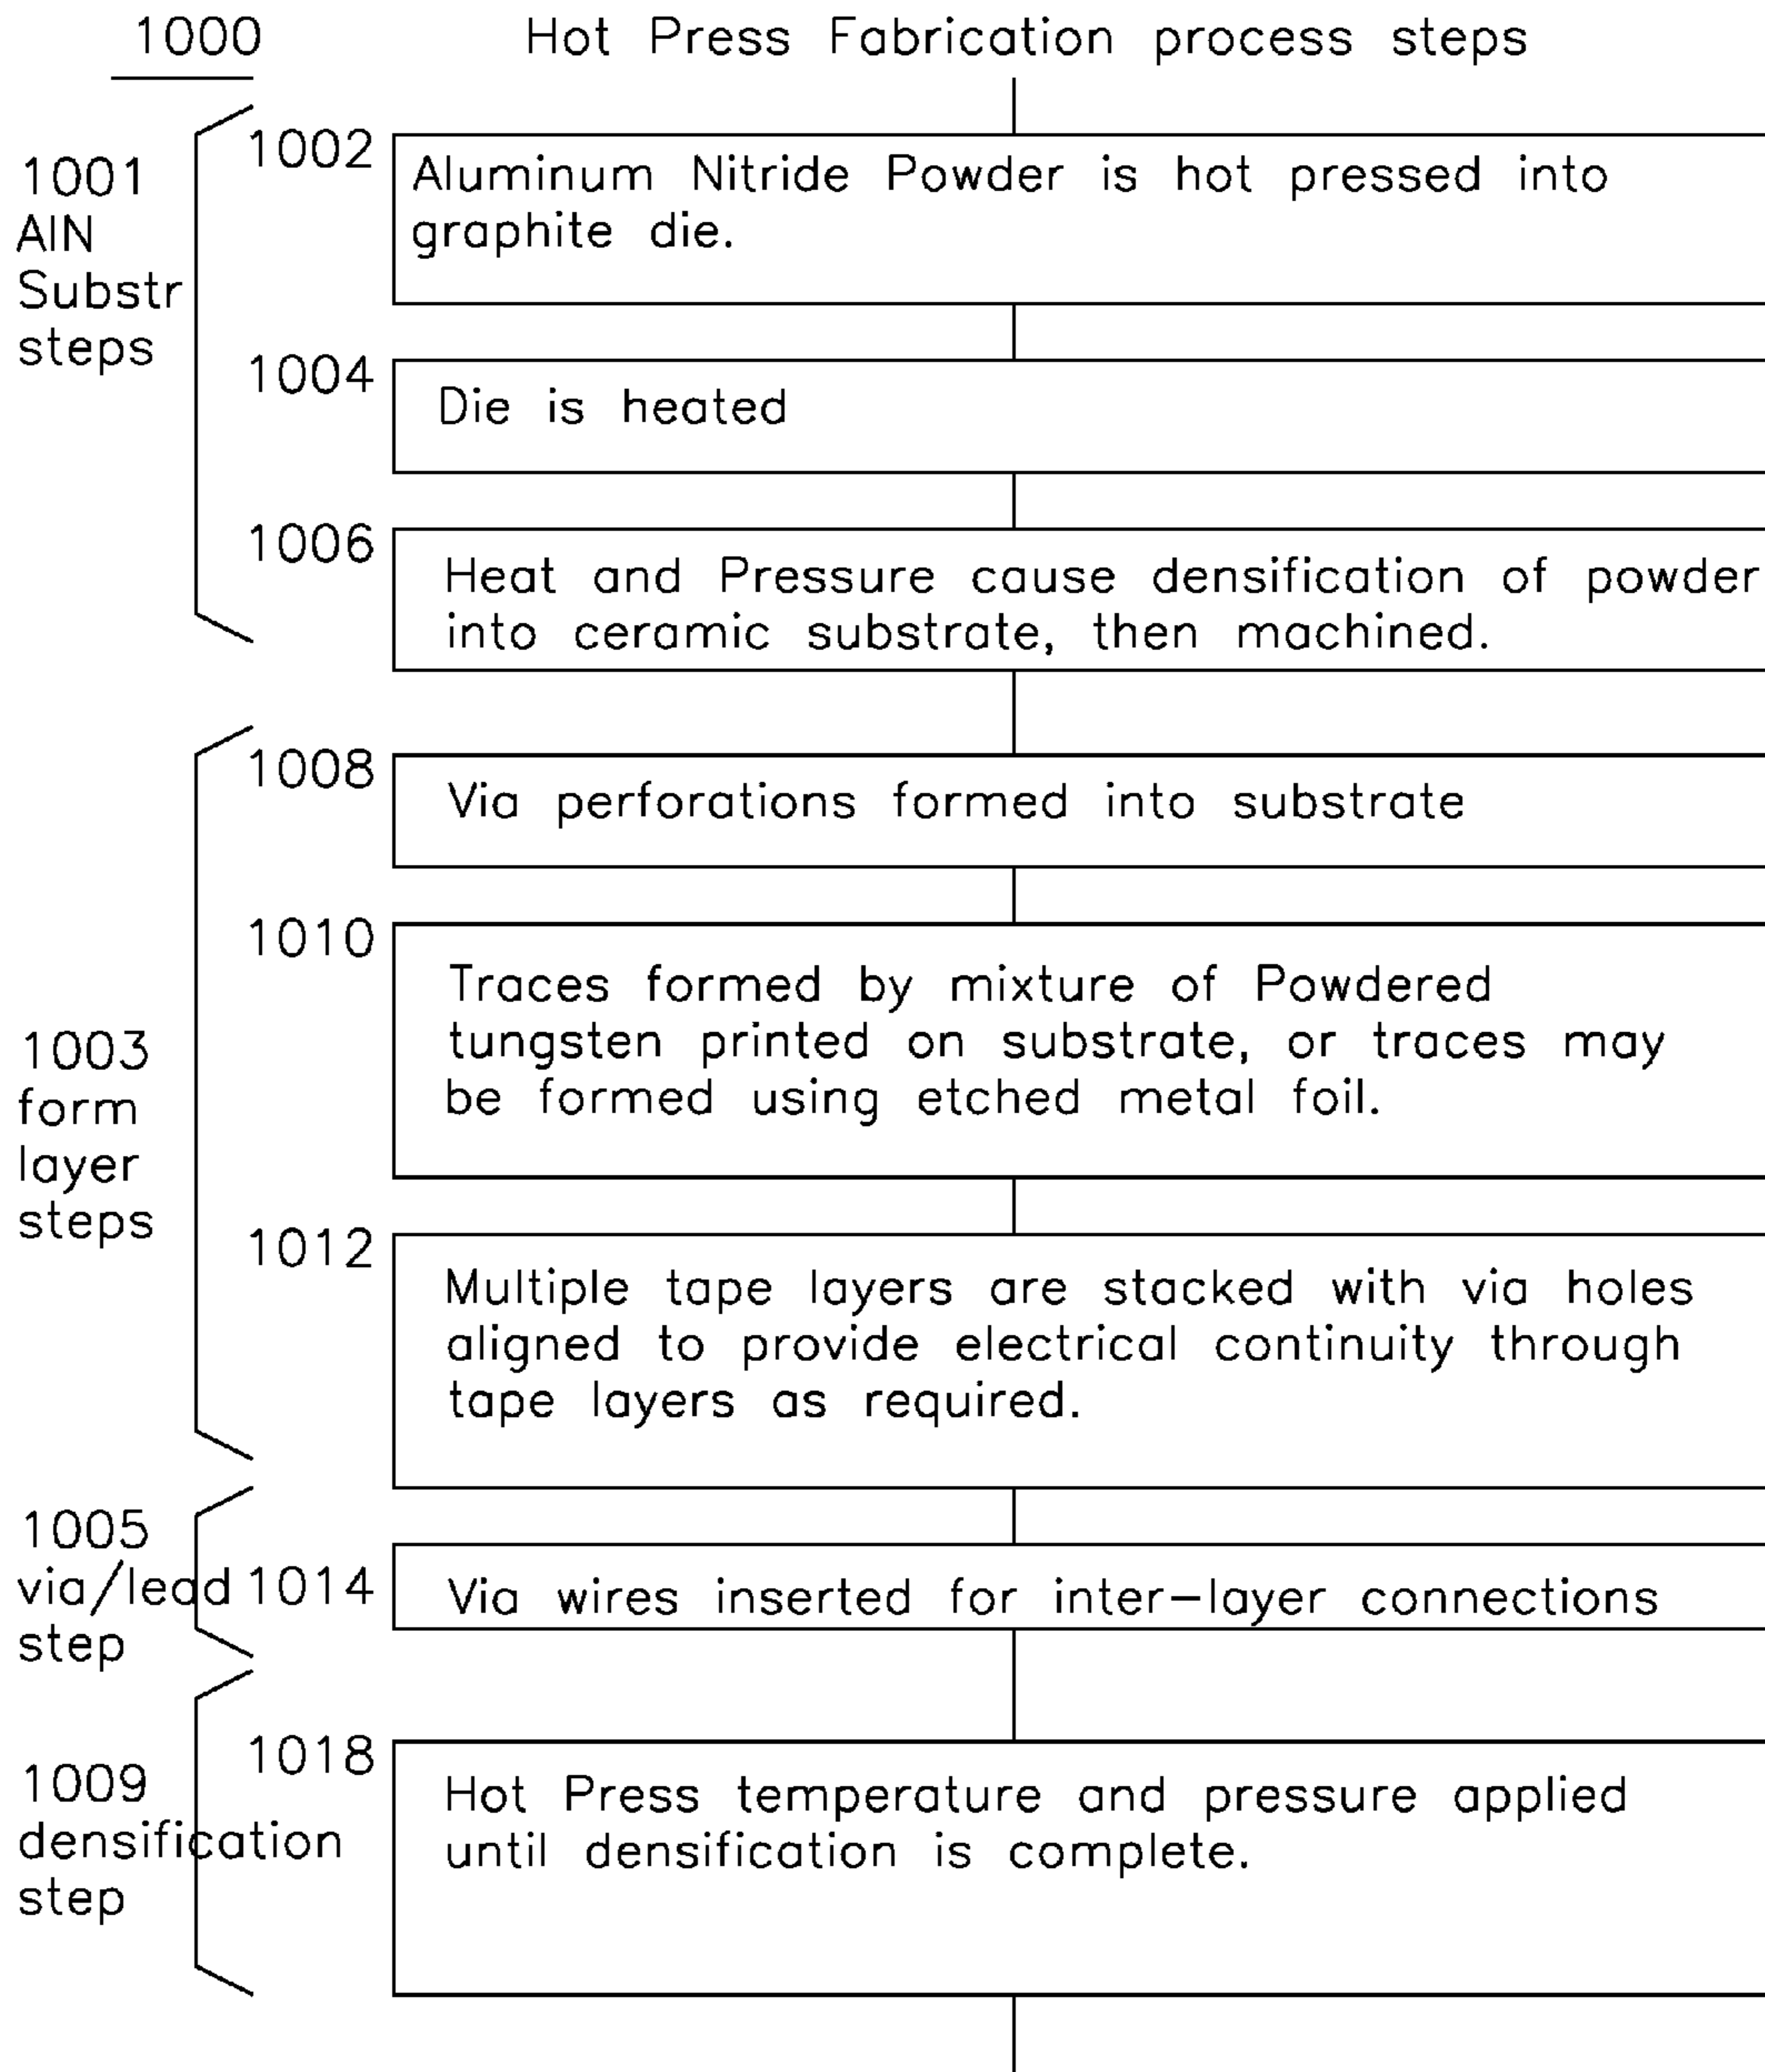 1000
Hot Press Fabrication process steps
1001
AlN
Substr
steps
1002
Aluminum Nitride Powder is hot pressed into
graphite die.
1004
Die is heated
1006
Heat and Pressure cause densification of powder
into ceramic substrate, then machined.
1003
form
layer
steps
1008
Via perforations formed into substrate
1010
Traces formed by mixture of Powdered
tungsten printed on substrate, or traces may
be formed using etched metal foil.
1012
Multiple tape layers are stacked with via holes
aligned to provide electrical continuity through
tape layers as required.
1005
via/lead
step
1014
Via wires inserted for inter-layer connections
1009
densification
step
1018
Hot Press temperature and pressure applied
until densification is complete.